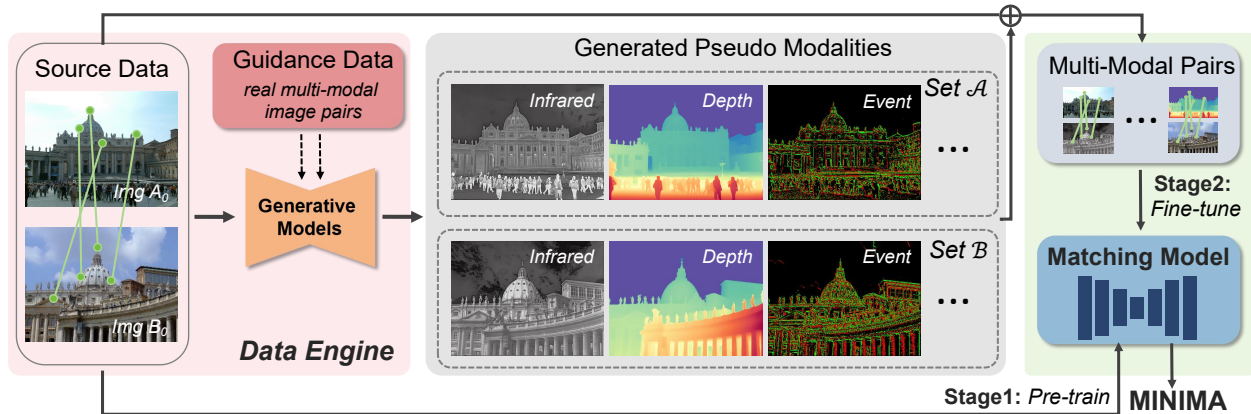 Source Data
Img A0
Img B0
Guidance Data
real multi-modal
image pairs
Generative
Models
Data Engine
Generated Pseudo Modalities
Infrared
Depth
Event
Set 𝒜
...
Infrared
Depth
Event
Set ℬ
...
Multi-Modal Pairs
...
Stage2:
Fine-tune
Matching Model
Stage1: Pre-train
MINIMA